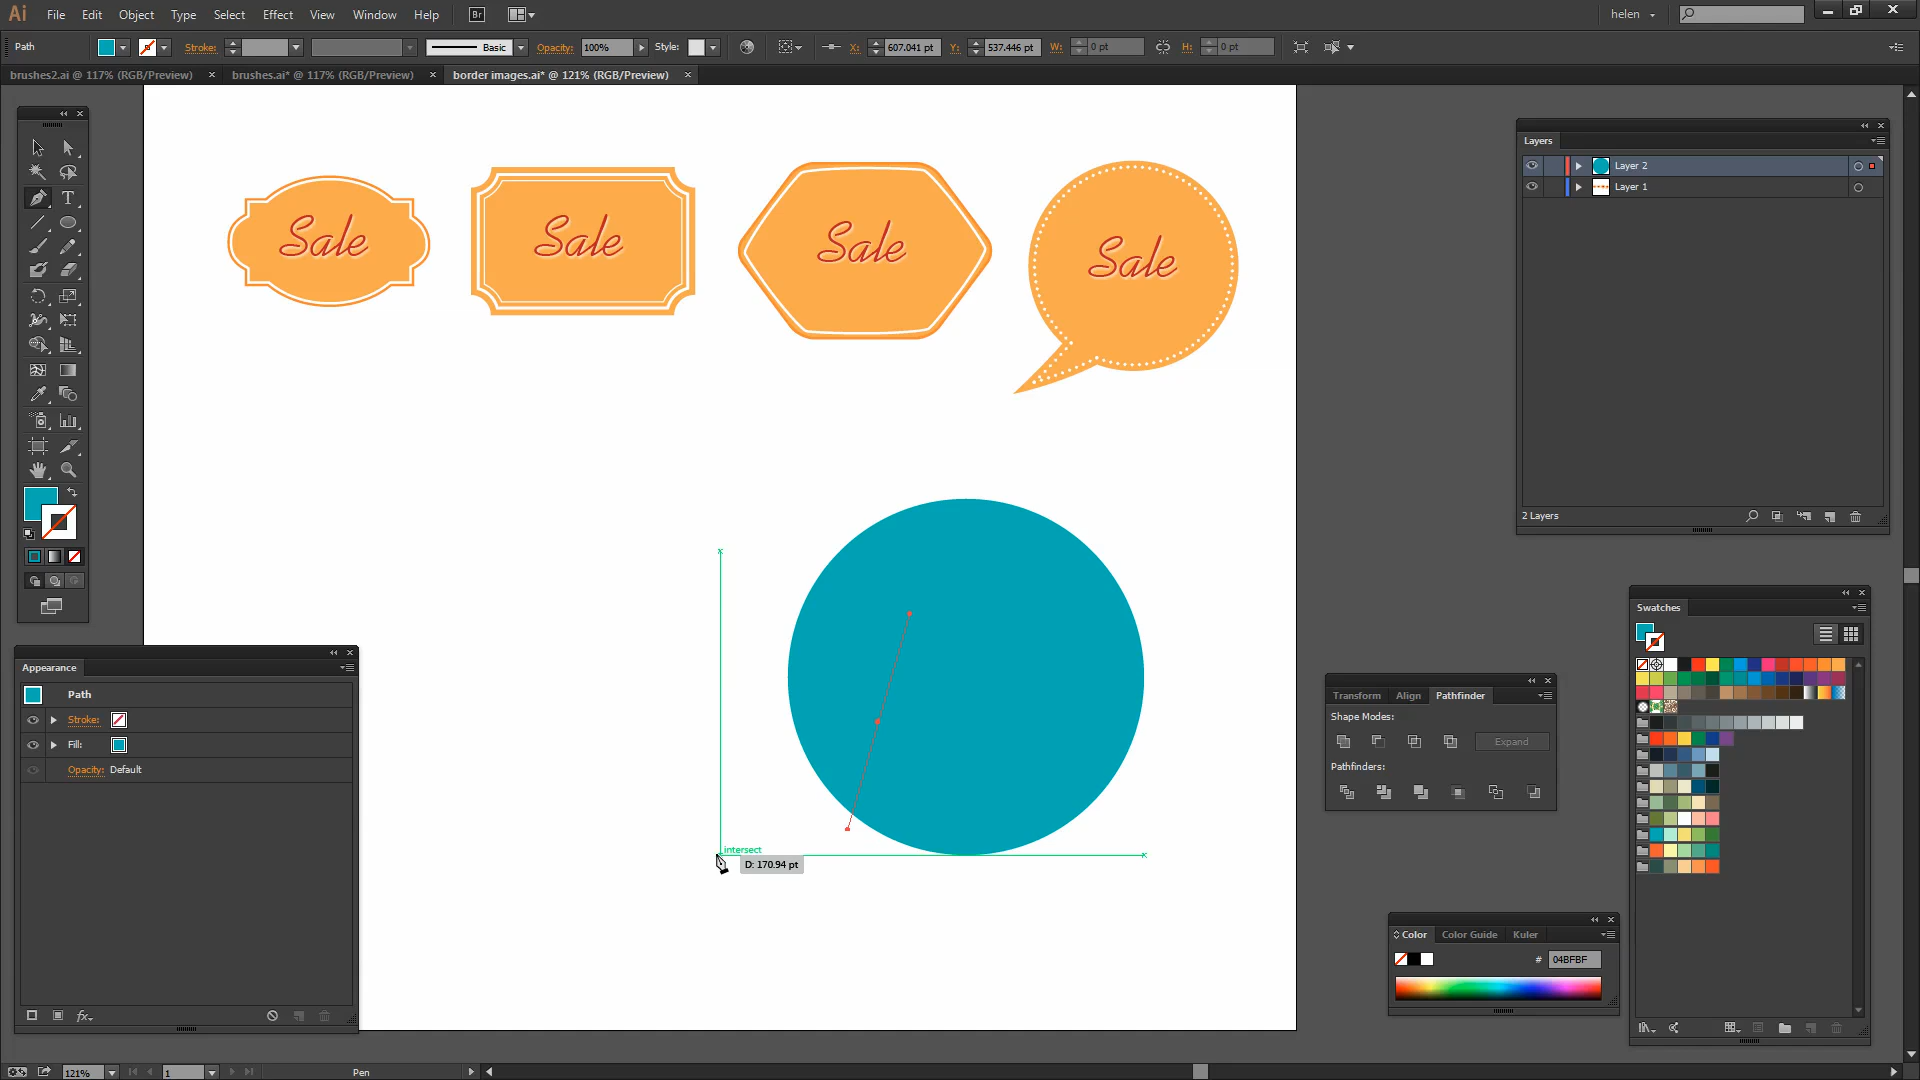 Ai File Edit Object Type Select Effect View Window Help Br helen
Path Stroke: Basic Opacity: 100% Style: X: 607.041 pt Y: 537.446 pt W: 0 pt H: 0 pt
brushes2.ai @ 117% (RGB/Preview) × brushes.ai* @ 117% (RGB/Preview) × border images.ai* @ 121% (RGB/Preview) ×
Layers
Layer 2
Layer 1
2 Layers
Sale Sale Sale Sale
intersect
D: 170.94 pt
Appearance
Path
Stroke:
Fill:
Opacity: Default
fx
Transform Align Pathfinder
Shape Modes:
Expand
Pathfinders:
Swatches
Color Color Guide Kuler
# 04BFBF
121% 1 Pen
T